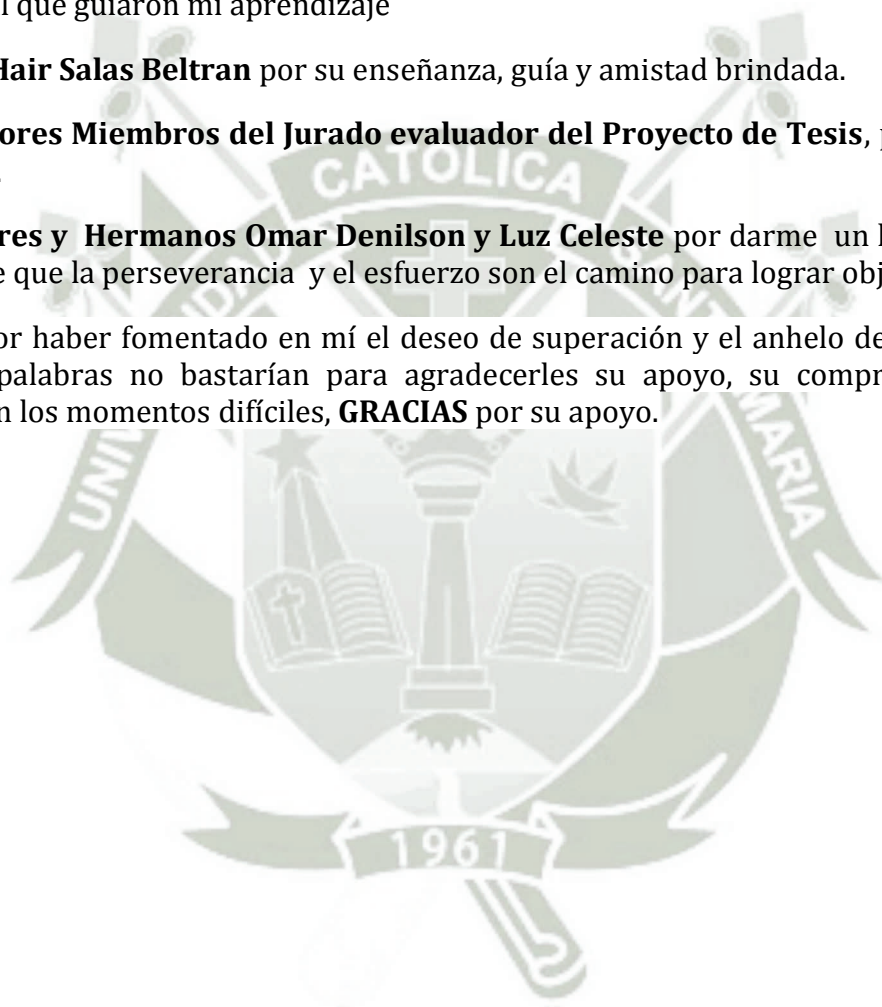 l que guiaron mi aprendizaje
Hair Salas Beltran por su enseñanza, guía y amistad brindada.
ores Miembros del Jurado evaluador del Proyecto de Tesis,
res y Hermanos Omar Denilson y Luz Celeste por darme un
e que la perseverancia y el esfuerzo son el camino para lograr obj
or haber fomentado en mí el deseo de superación y el anhelo de
palabras no bastarían para agradecerles su apoyo, su compr
n los momentos difíciles, GRACIAS por su apoyo.
UNIVERSIDAD CATOLICA SANTA MARIA
1961